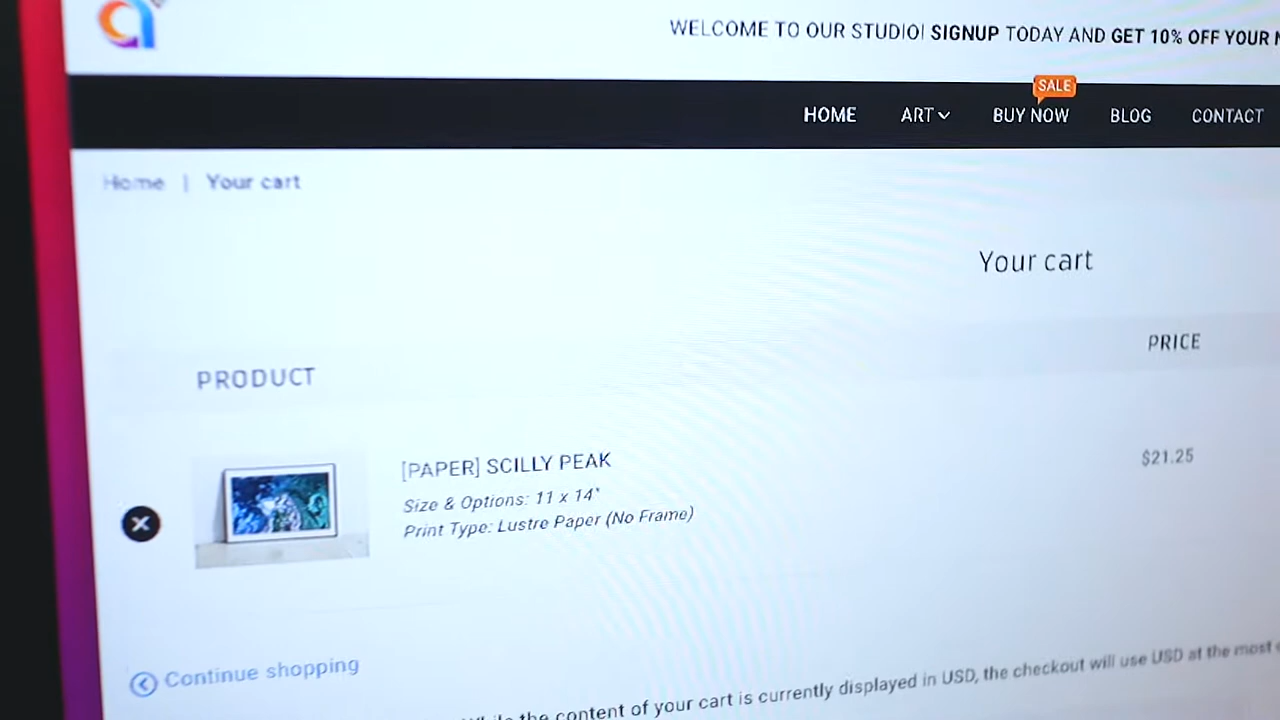 WELCOME TO OUR STUDIO! SIGNUP TODAY AND GET 10% OFF YOUR
SALE
HOME ART BUY NOW BLOG CONTACT
Home | Your cart
Your cart
PRODUCT PRICE
[PAPER] SCILLY PEAK $21.25
Size & Options: 11 x 14"
Print Type: Lustre Paper (No Frame)
Continue shopping
the content of your cart is currently displayed in USD, the checkout will use USD at the most